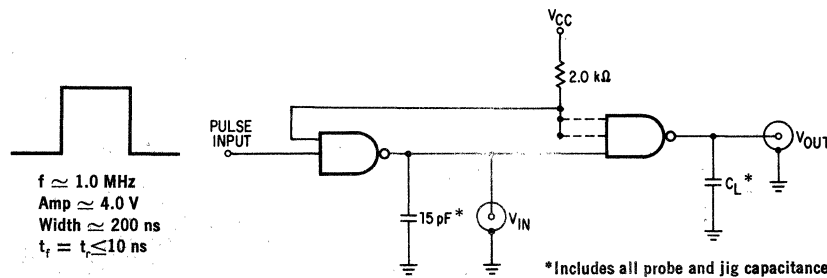 V_CC
2.0 kΩ
PULSE
INPUT
V_OUT
C_L*
15 pF*
V_IN
f ≃ 1.0 MHz
Amp ≃ 4.0 V
Width ≃ 200 ns
t_f = t_r ≤10 ns
*Includes all probe and jig capacitance